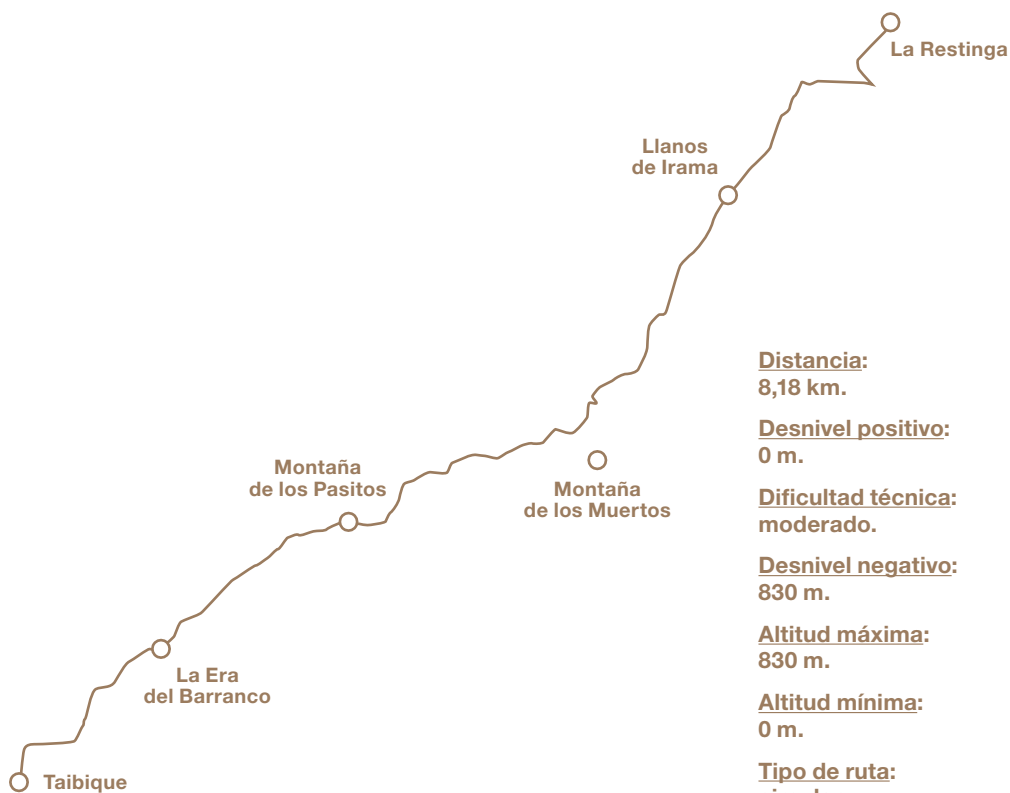 La Restinga
Llanos
de Irama
Distancia:
8,18 km.
Desnivel positivo:
0 m.
Montaña
de los Pasitos
Montaña
de los Muertos
Dificultad técnica:
moderado.
Desnivel negativo:
830 m.
Altitud máxima:
830 m.
La Era
del Barranco
Altitud mínima:
0 m.
Tipo de ruta:
Taibique